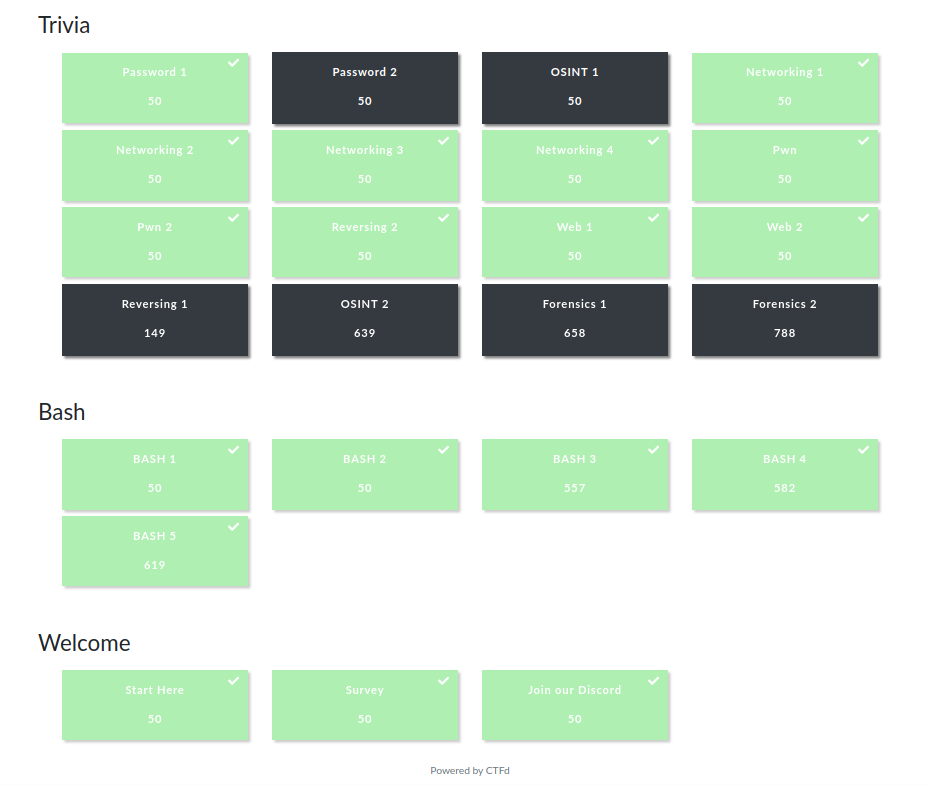 Trivia
Password 1
50
Password 2
50
OSINT 1
50
Networking 1
50
Networking 2
50
Networking 3
50
Networking 4
50
Pwn
50
Pwn 2
50
Reversing 2
50
Web 1
50
Web 2
50
Reversing 1
149
OSINT 2
639
Forensics 1
658
Forensics 2
788
Bash
BASH 1
50
BASH 2
50
BASH 3
557
BASH 4
582
BASH 5
619
Welcome
Start Here
50
Survey
50
Join our Discord
50
Powered by CTFd